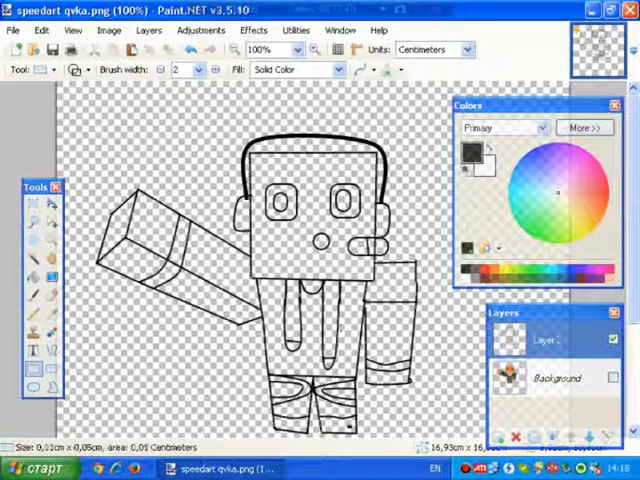 speedart qvka.png (100%) - Paint.NET v3.5.10
File Edit View Image Layers Adjustments Effects Utilities Window Help
100% Units: Centimeters
Tool: Brush width: 2 Fill: Solid Color
Colors
Primary More >>
Tools
Layers
Layer 2
Background
Size: 0,11cm x 0,05cm, area: 0,01 Centimeters
старт speedart qvka.png (1... EN 14:18